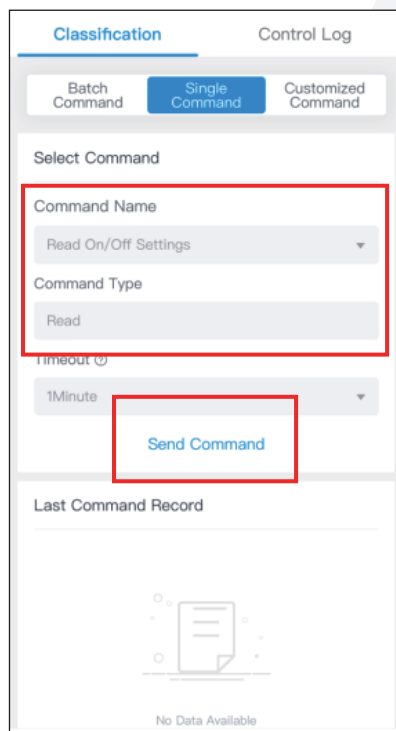 Classification Control Log
Batch Command Single Command Customized Command
Select Command
Command Name
Read On/Off Settings
Command Type
Read
Timeout
1Minute
Send Command
Last Command Record
No Data Available